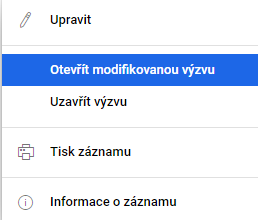 Upravit
Otevřít modifikovanou výzvu
Uzavřít výzvu
Tisk záznamu
Informace o záznamu